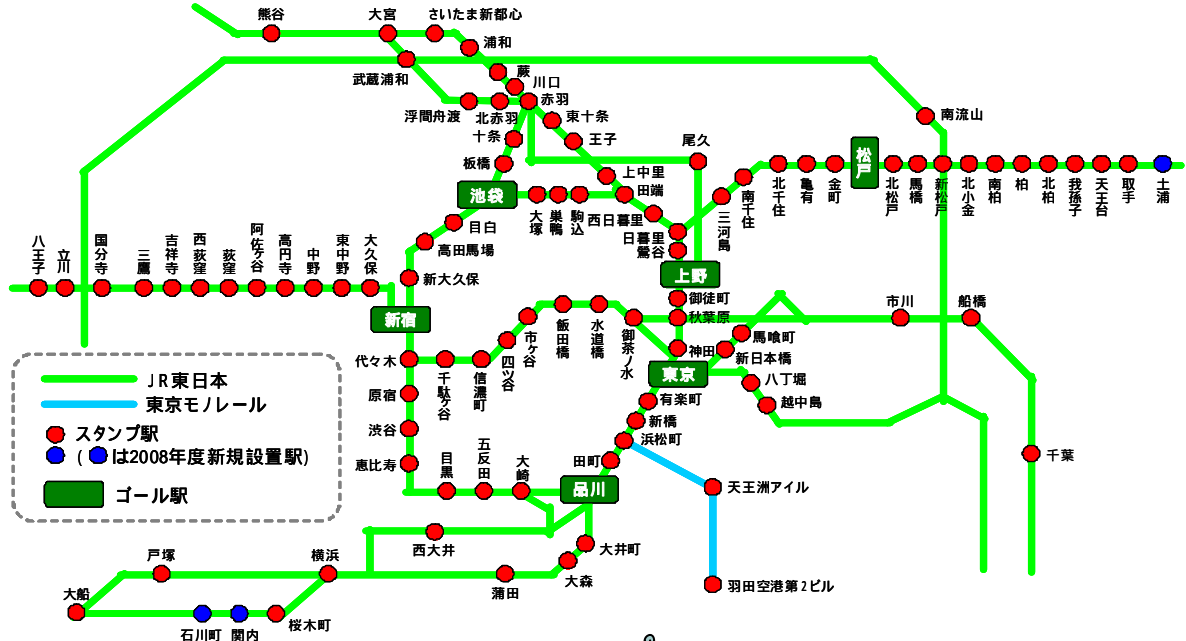 熊谷
大宮
さいたま新都心
浦和
武蔵浦和
蕨
川口
浮間舟渡
北赤羽
赤羽
東十条
十条
王子
板橋
尾久
南流山
上中里
池袋
大塚
巣鴨
駒込
田端
西日暮里
日暮里
鶯谷
三河島
南千住
北千住
亀有
金町
松戸
北松戸
馬橋
新松戸
北小金
南柏
柏
北柏
我孫子
天王台
取手
土浦
目白
高田馬場
新大久保
八王子
立川
国分寺
三鷹
吉祥寺
西荻窪
荻窪
阿佐ヶ谷
高円寺
中野
東中野
大久保
新宿
上野
御徒町
秋葉原
神田
市ヶ谷
飯田橋
水道橋
御茶ノ水
四ツ谷
信濃町
千駄ヶ谷
代々木
馬喰町
新日本橋
市川
船橋
東京
八丁堀
越中島
有楽町
新橋
浜松町
田町
原宿
渋谷
恵比寿
目黒
五反田
大崎
品川
千葉
天王洲アイル
羽田空港第2ビル
西大井
大井町
大森
蒲田
戸塚
横浜
大船
石川町
関内
桜木町
JR東日本
東京モノレール
スタンプ駅
(●は2008年度新規設置駅)
ゴール駅